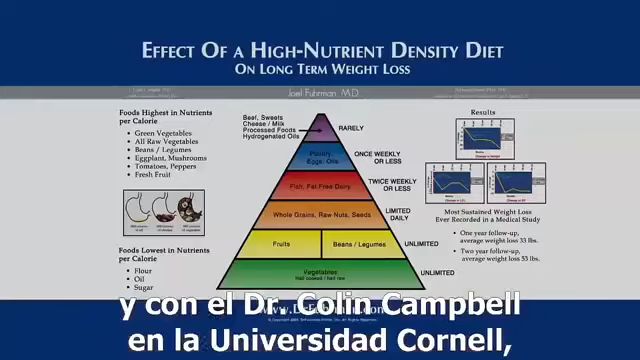 EFFECT OF A HIGH-NUTRIENT DENSITY DIET
ON LONG TERM WEIGHT LOSS
Joel Fuhrman M.D.
Foods Highest in Nutrients
per Calorie
• Green Vegetables
• All Raw Vegetables
• Beans / Legumes
• Eggplant, Mushrooms
• Tomatoes, Peppers
• Fresh Fruit
Foods Lowest in Nutrients
per Calorie
• Flour
• Oil
• Sugar
Beef, Sweets
Cheese / Milk
Processed Foods
Hydrogenated Oils
RARELY
Poultry,
Eggs, Oils
ONCE WEEKLY
OR LESS
Fish, Fat Free Dairy
TWICE WEEKLY
OR LESS
Whole Grains, Raw Nuts, Seeds
LIMITED
DAILY
Fruits
Beans / Legumes
UNLIMITED
Vegetables
Half cooked / half raw
UNLIMITED
Results
Most Sustained Weight Loss
Ever Recorded in a Medical Study
• One year follow-up,
average weight loss 33 lbs.
• Two year follow-up,
average weight loss 53 lbs.
y con el Dr. Colin Campbell
en la Universidad Cornell,